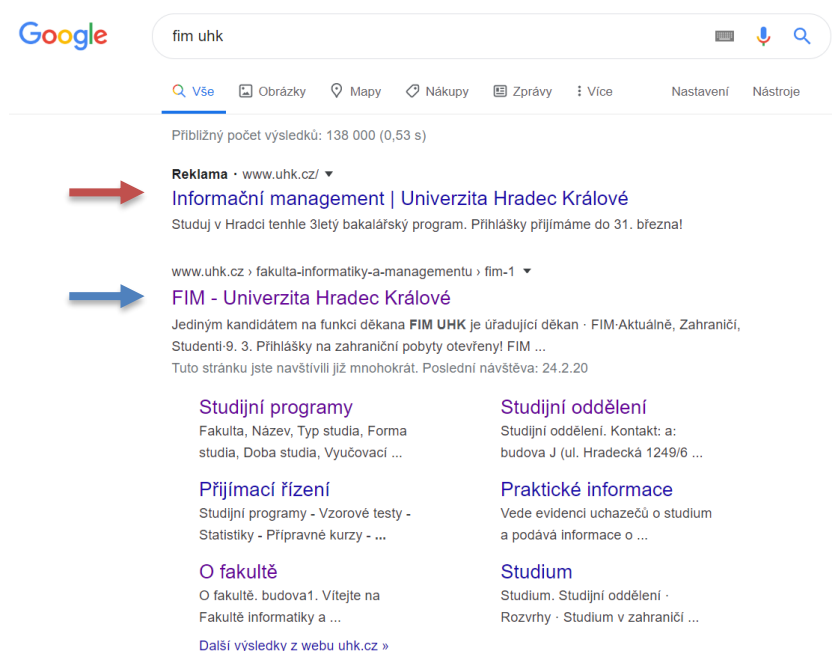 Google
fim uhk
Vše Obrázky Mapy Nákupy Zprávy Více Nastavení Nástroje
Přibližný počet výsledků: 138 000 (0,53 s)
Reklama · www.uhk.cz/
Informační management | Univerzita Hradec Králové
Studuj v Hradci tenhle 3letý bakalářský program. Přihlášky přijímáme do 31. března!
www.uhk.cz › fakulta-informatiky-a-managementu › fim-1
FIM - Univerzita Hradec Králové
Jediným kandidátem na funkci děkana FIM UHK je úřadující děkan · FIM·Aktuálně, Zahraničí,
Studenti·9. 3. Přihlášky na zahraniční pobyty otevřeny! FIM ...
Tuto stránku jste navštívili již mnohokrát. Poslední návštěva: 24.2.20
Studijní programy
Fakulta, Název, Typ studia, Forma
studia, Doba studia, Vyučovací ...
Studijní oddělení
Studijní oddělení. Kontakt: a:
budova J (ul. Hradecká 1249/6 ...
Přijímací řízení
Studijní programy - Vzorové testy -
Statistiky - Přípravné kurzy - ...
Praktické informace
Vede evidenci uchazečů o studium
a podává informace o ...
O fakultě
O fakultě. budova1. Vítejte na
Fakultě informatiky a ...
Studium
Studium. Studijní oddělení ·
Rozvrhy · Studium v zahraničí ...
Další výsledky z webu uhk.cz »